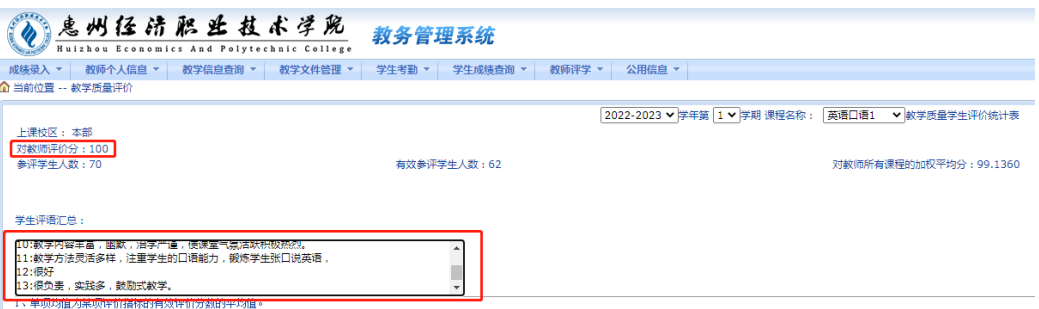 惠州经济职业技术学院
Huizhou Economics And Polytechnic College
教务管理系统
成绩录入 教师个人信息 教学信息查询 教学文件管理 学生考勤 学生成绩查询 教师评学 公用信息
当前位置 -- 教学质量评价
2022-2023 学年第 1 学期 课程名称： 英语口语1 教学质量学生评价统计表
上课校区： 本部
对教师评价分：100
参评学生人数：70 有效参评学生人数：62 对教师所有课程的加权平均分：99.1360
学生评语汇总：
10:教学内容丰富，幽默，治学严谨，使课堂气氛活跃积极热烈。
11:教学方法灵活多样，注重学生的口语能力，锻炼学生张口说英语，
12:很好
13:很负责，实践多，鼓励式教学。
1、单项均值为某项评价指标的有效评价分数的平均值。